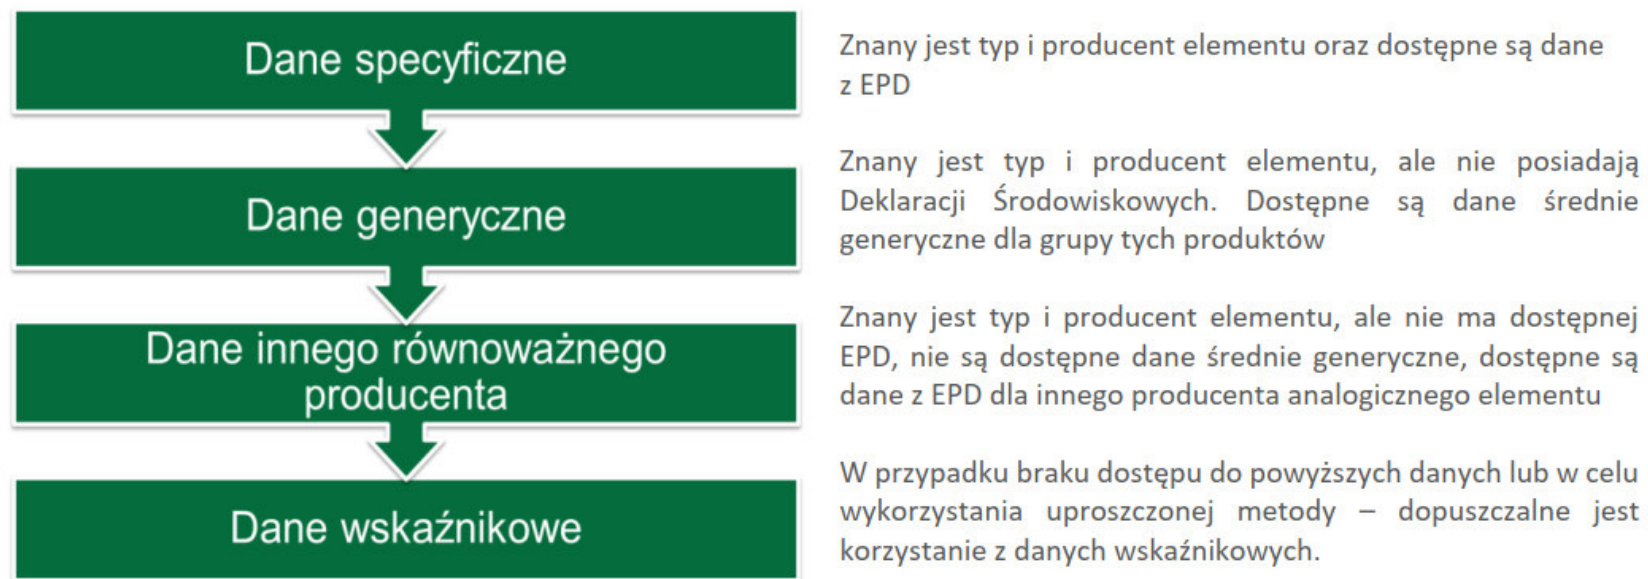 Dane specyficzne
Znany jest typ i producent elementu oraz dostępne są dane
z EPD
Dane generyczne
Znany jest typ i producent elementu, ale nie posiadają
Deklaracji Środowiskowych. Dostępne są dane średnie
generyczne dla grupy tych produktów
Dane innego równoważnego
producenta
Znany jest typ i producent elementu, ale nie ma dostępnej
EPD, nie są dostępne dane średnie generyczne, dostępne są
dane z EPD dla innego producenta analogicznego elementu
Dane wskaźnikowe
W przypadku braku dostępu do powyższych danych lub w celu
wykorzystania uproszczonej metody – dopuszczalne jest
korzystanie z danych wskaźnikowych.